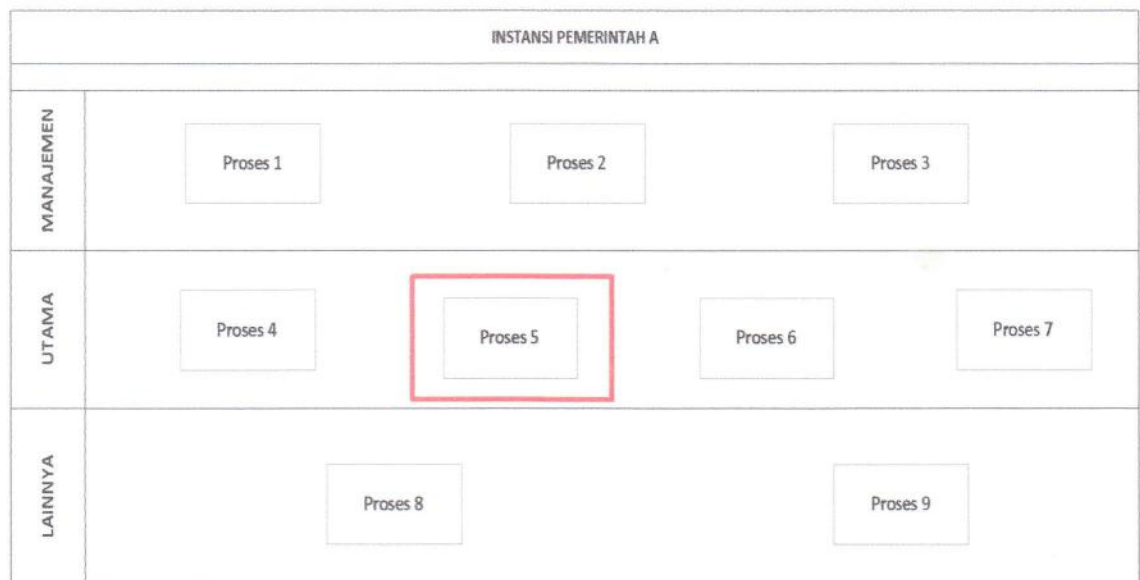 INSTANSI PEMERINTAH A
MANAJEMEN
Proses 1
Proses 2
Proses 3
UTAMA
Proses 4
Proses 5
Proses 6
Proses 7
LAINNYA
Proses 8
Proses 9